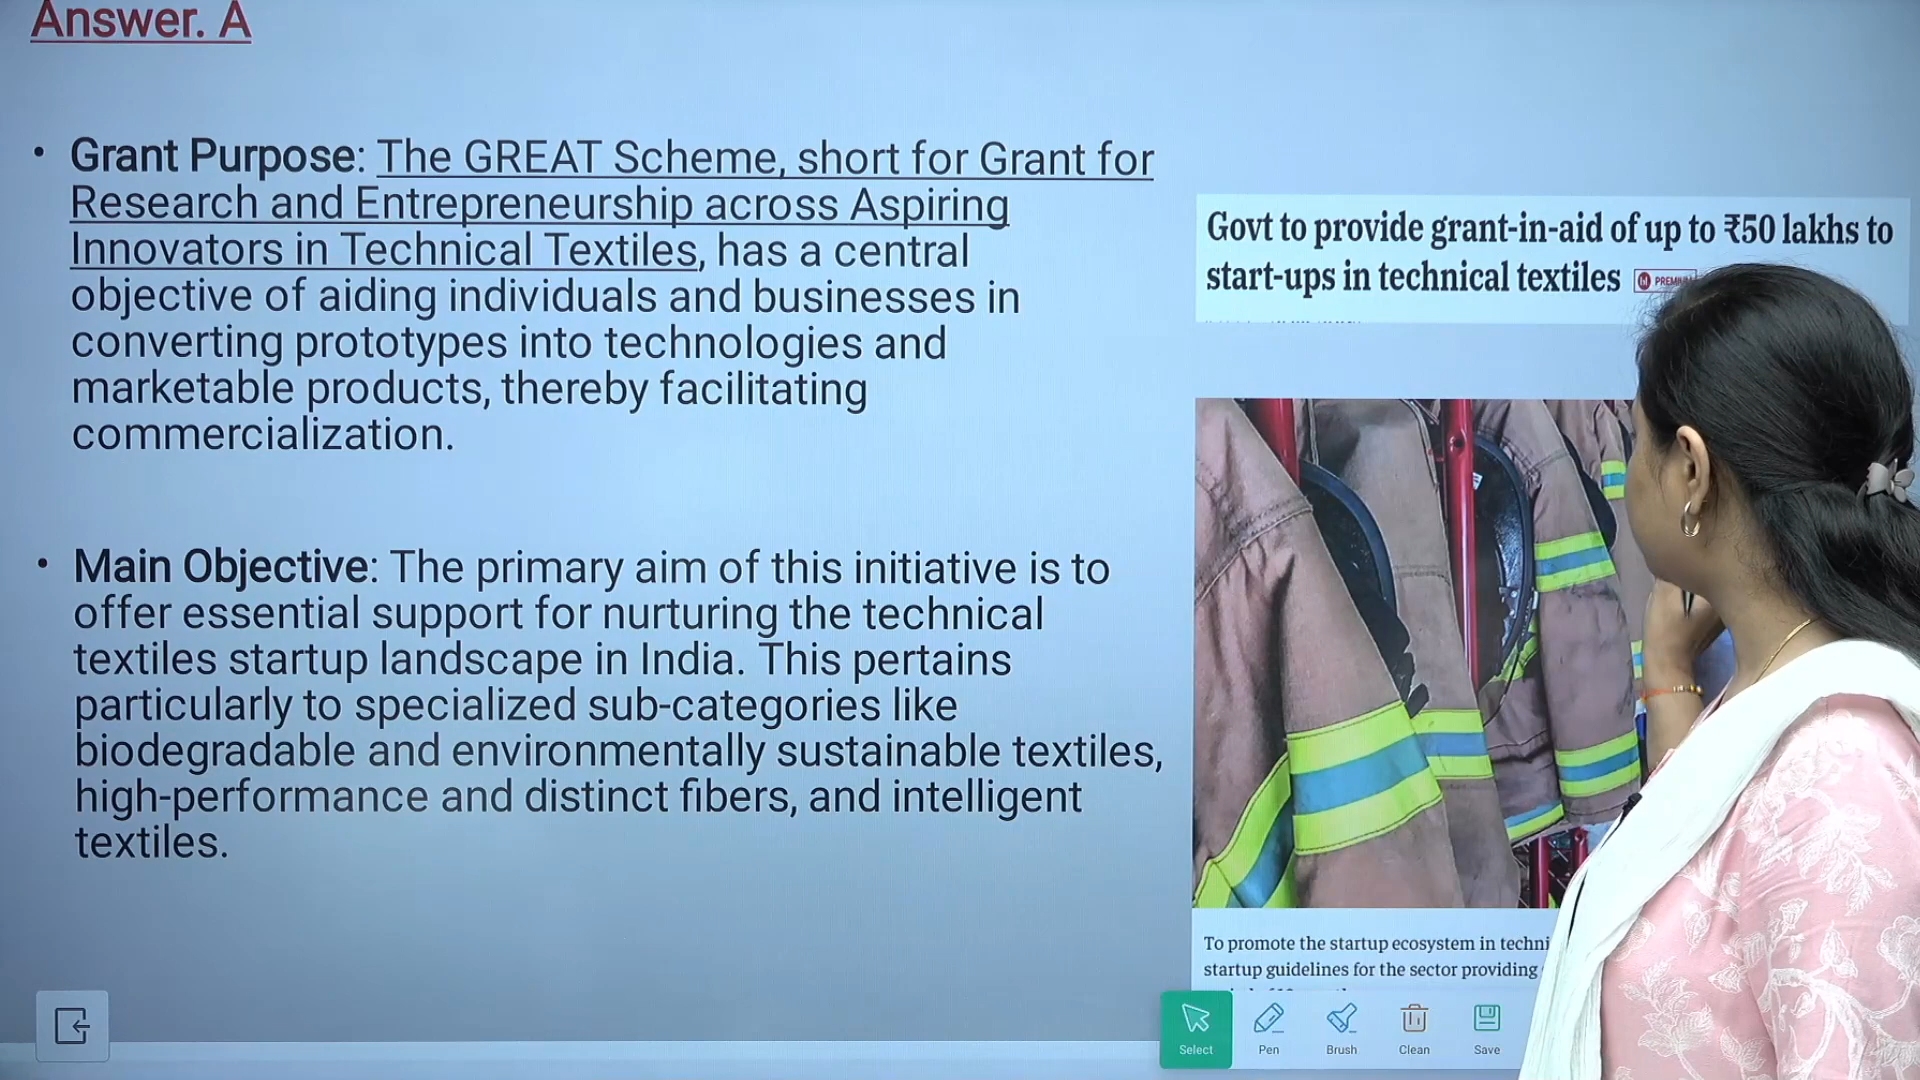 Answer. A
• Grant Purpose: The GREAT Scheme, short for Grant for
Research and Entrepreneurship across Aspiring
Innovators in Technical Textiles, has a central
objective of aiding individuals and businesses in
converting prototypes into technologies and
marketable products, thereby facilitating
commercialization.
• Main Objective: The primary aim of this initiative is to
offer essential support for nurturing the technical
textiles startup landscape in India. This pertains
particularly to specialized sub-categories like
biodegradable and environmentally sustainable textiles,
high-performance and distinct fibers, and intelligent
textiles.
Govt to provide grant-in-aid of up to ₹50 lakhs to
start-ups in technical textiles
To promote the startup ecosystem in
startup guidelines for the sector providing
Select Pen Brush Clean Save